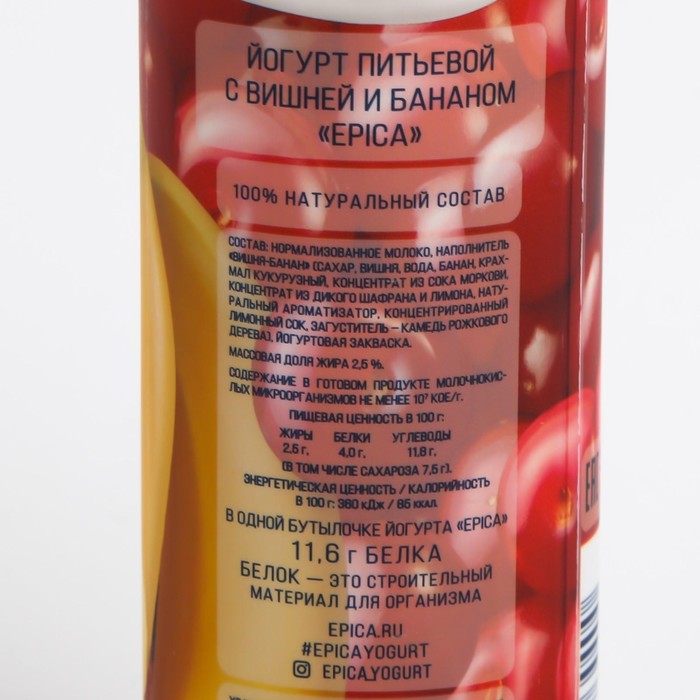 ЙОГУРТ ПИТЬЕВОЙ
С ВИШНЕЙ И БАНАНОМ
«EPICA»
100% НАТУРАЛЬНЫЙ СОСТАВ
СОСТАВ: НОРМАЛИЗОВАННОЕ МОЛОКО, НАПОЛНИТЕЛЬ
«ВИШНЯ-БАНАН» (САХАР, ВИШНЯ, ВОДА, БАНАН, КРАХ-
МАЛ КУКУРУЗНЫЙ, КОНЦЕНТРАТ ИЗ СОКА МОРКОВИ,
КОНЦЕНТРАТ ИЗ ДИКОГО ШАФРАНА И ЛИМОНА, НАТУ-
РАЛЬНЫЙ АРОМАТИЗАТОР, КОНЦЕНТРИРОВАННЫЙ
ЛИМОННЫЙ СОК, ЗАГУСТИТЕЛЬ – КАМЕДЬ РОЖКОВОГО
ДЕРЕВА), ЙОГУРТОВАЯ ЗАКВАСКА.
МАССОВАЯ ДОЛЯ ЖИРА 2,5 %.
СОДЕРЖАНИЕ В ГОТОВОМ ПРОДУКТЕ МОЛОЧНОКИС-
ЛЫХ МИКРООРГАНИЗМОВ НЕ МЕНЕЕ 10⁷ КОЕ/г.
ПИЩЕВАЯ ЦЕННОСТЬ В 100 г:
ЖИРЫ БЕЛКИ УГЛЕВОДЫ
2,5 г. 4,0 г. 11,8 г.
(В ТОМ ЧИСЛЕ САХАРОЗА 7,5 г).
ЭНЕРГЕТИЧЕСКАЯ ЦЕННОСТЬ / КАЛОРИЙНОСТЬ
В 100 г: 360 кДж / 85 ккал
В ОДНОЙ БУТЫЛОЧКЕ ЙОГУРТА «EPICA»
11,6 г БЕЛКА
БЕЛОК — ЭТО СТРОИТЕЛЬНЫЙ
МАТЕРИАЛ ДЛЯ ОРГАНИЗМА
EPICA.RU
#EPICAYOGURT
EPICA_YOGURT